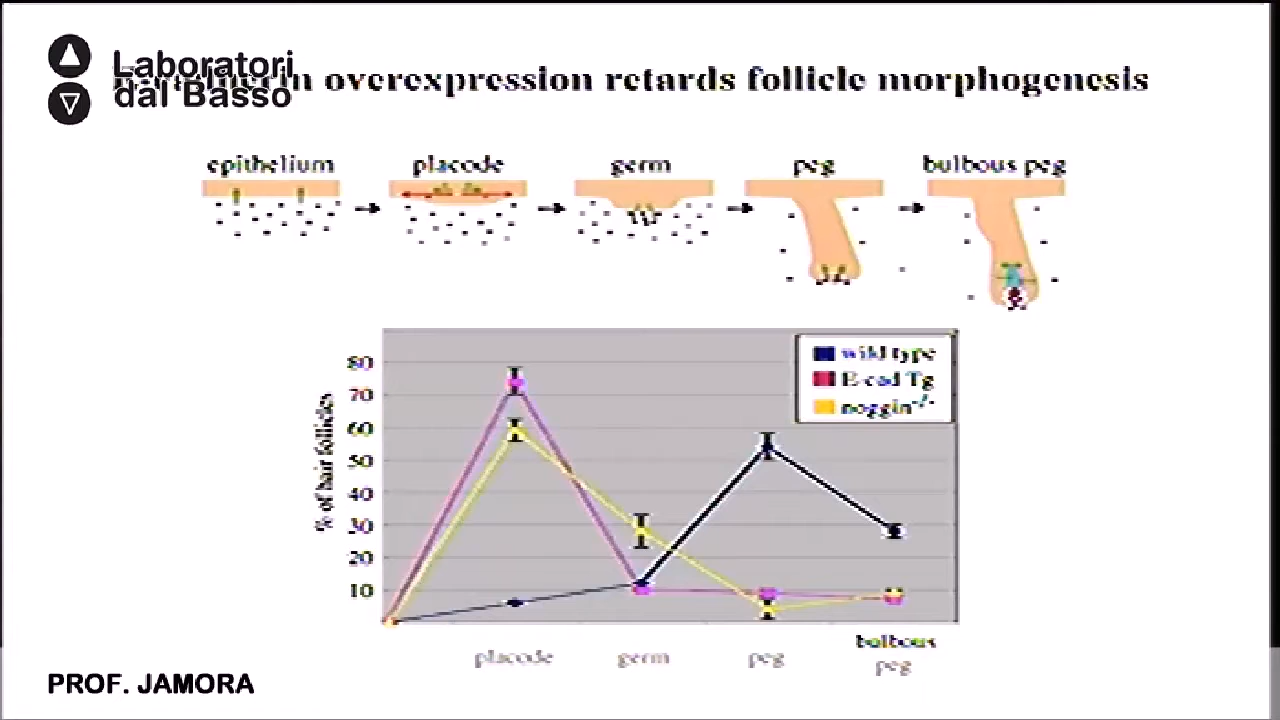 Laboratori
dal Basso
overexpression retards follicle morphogenesis
epithelium placode germ peg bulbous peg
wild type
E-cad Tg
noggin-/-
% of hair follicles
80
70
60
50
40
30
20
10
placode germ peg bulbous
peg
PROF. JAMORA